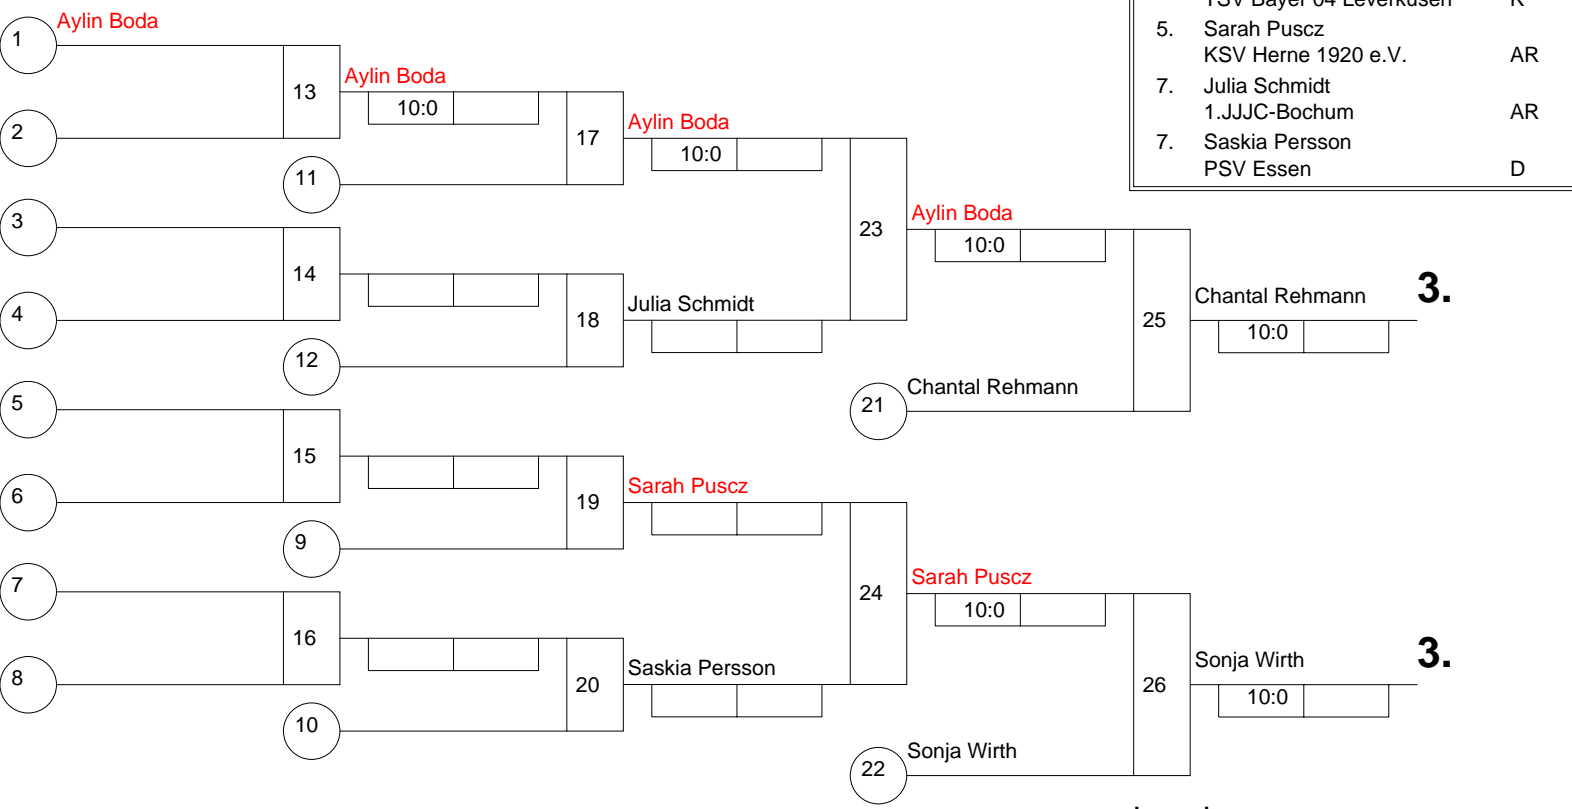 TSV Bayer 04 Leverkusen R
5. Sarah Puscz
KSV Herne 1920 e.V. AR
7. Julia Schmidt
1.JJJC-Bochum AR
7. Saskia Persson
PSV Essen D
1 Aylin Boda
13 Aylin Boda
10:0
2
17 Aylin Boda
10:0
11
3
23 Aylin Boda
10:0
14
4
18 Julia Schmidt
12
25 Chantal Rehmann 3.
10:0
5
21 Chantal Rehmann
15
6
19 Sarah Puscz
9
7
24 Sarah Puscz
10:0
16
8
20 Saskia Persson
10
26 Sonja Wirth 3.
10:0
22 Sonja Wirth